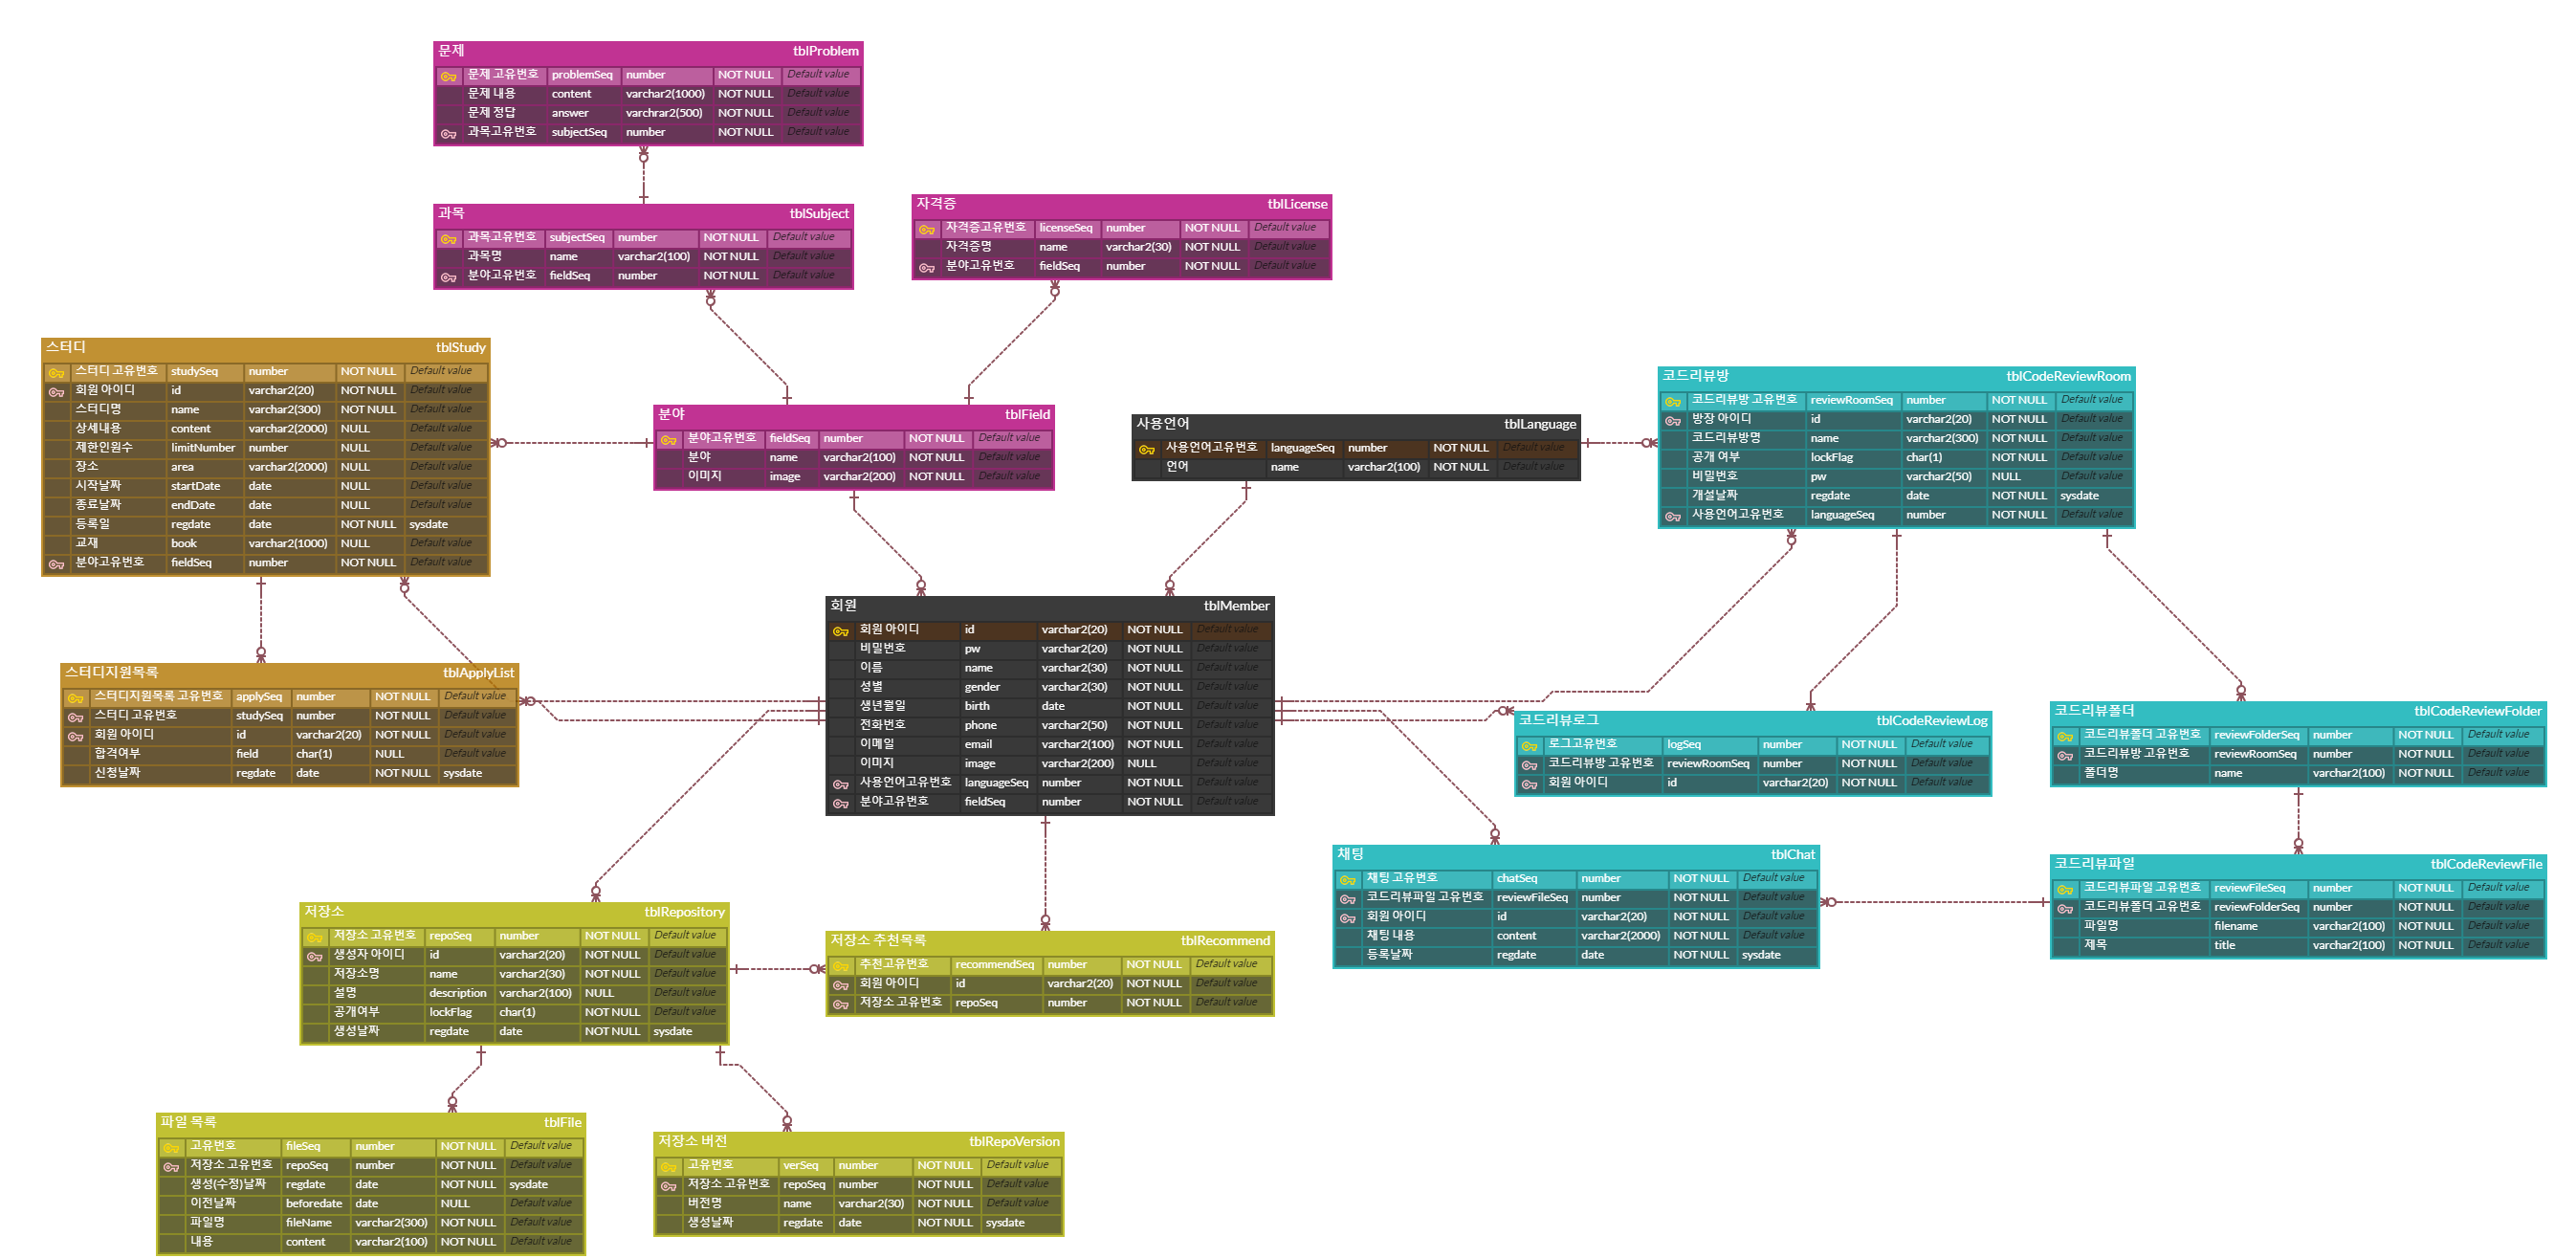 문제 tblProblem
문제 고유번호 problemSeq number NOT NULL Default value
문제 내용 content varchar2(1000) NOT NULL Default value
문제 정답 answer varchrar2(500) NOT NULL Default value
과목고유번호 subjectSeq number NOT NULL Default value
과목 tblSubject
과목고유번호 subjectSeq number NOT NULL Default value
과목명 name varchar2(100) NOT NULL Default value
분야고유번호 fieldSeq number NOT NULL Default value
자격증 tblLicense
자격증고유번호 licenseSeq number NOT NULL Default value
자격증명 name varchar2(30) NOT NULL Default value
분야고유번호 fieldSeq number NOT NULL Default value
스터디 tblStudy
스터디 고유번호 studySeq number NOT NULL Default value
회원 아이디 id varchar2(20) NOT NULL Default value
스터디명 name varchar2(300) NOT NULL Default value
상세내용 content varchar2(2000) NULL Default value
제한인원수 limitNumber number NULL Default value
장소 area varchar2(2000) NULL Default value
시작날짜 startDate date NULL Default value
종료날짜 endDate date NULL Default value
등록일 regdate date NOT NULL sysdate
교재 book varchar2(1000) NULL Default value
분야고유번호 fieldSeq number NOT NULL Default value
분야 tblField
분야고유번호 fieldSeq number NOT NULL Default value
분야 name varchar2(100) NOT NULL Default value
이미지 image varchar2(200) NOT NULL Default value
사용언어 tblLanguage
사용언어고유번호 languageSeq number NOT NULL Default value
언어 name varchar2(100) NOT NULL Default value
코드리뷰방 tblCodeReviewRoom
코드리뷰방 고유번호 reviewRoomSeq number NOT NULL Default value
방장 아이디 id varchar2(20) NOT NULL Default value
코드리뷰방명 name varchar2(300) NOT NULL Default value
공개 여부 lockFlag char(1) NOT NULL Default value
비밀번호 pw varchar2(50) NULL Default value
개설날짜 regdate date NOT NULL sysdate
사용언어고유번호 languageSeq number NOT NULL Default value
스터디지원목록 tblApplyList
스터디지원목록 고유번호 applySeq number NOT NULL Default value
스터디 고유번호 studySeq number NOT NULL Default value
회원 아이디 id varchar2(20) NOT NULL Default value
합격여부 field char(1) NULL Default value
신청날짜 regdate date NOT NULL sysdate
회원 tblMember
회원 아이디 id varchar2(20) NOT NULL Default value
비밀번호 pw varchar2(20) NOT NULL Default value
이름 name varchar2(30) NOT NULL Default value
성별 gender varchar2(30) NOT NULL Default value
생년월일 birth date NOT NULL Default value
전화번호 phone varchar2(50) NOT NULL Default value
이메일 email varchar2(100) NOT NULL Default value
이미지 image varchar2(200) NULL Default value
사용언어고유번호 languageSeq number NOT NULL Default value
분야고유번호 fieldSeq number NOT NULL Default value
코드리뷰로그 tblCodeReviewLog
로그고유번호 logSeq number NOT NULL Default value
코드리뷰방 고유번호 reviewRoomSeq number NOT NULL Default value
회원 아이디 id varchar2(20) NOT NULL Default value
코드리뷰폴더 tblCodeReviewFolder
코드리뷰폴더 고유번호 reviewFolderSeq number NOT NULL Default value
코드리뷰방 고유번호 reviewRoomSeq number NOT NULL Default value
폴더명 name varchar2(100) NOT NULL Default value
채팅 tblChat
채팅 고유번호 chatSeq number NOT NULL Default value
코드리뷰파일 고유번호 reviewFileSeq number NOT NULL Default value
회원 아이디 id varchar2(20) NOT NULL Default value
채팅 내용 content varchar2(2000) NOT NULL Default value
등록날짜 regdate date NOT NULL sysdate
코드리뷰파일 tblCodeReviewFile
코드리뷰파일 고유번호 reviewFileSeq number NOT NULL Default value
코드리뷰폴더 고유번호 reviewFolderSeq number NOT NULL Default value
파일명 filename varchar2(100) NOT NULL Default value
제목 title varchar2(100) NOT NULL Default value
저장소 tblRepository
저장소 고유번호 repoSeq number NOT NULL Default value
생성자 아이디 id varchar2(20) NOT NULL Default value
저장소명 name varchar2(30) NOT NULL Default value
설명 description varchar2(100) NULL Default value
공개여부 lockFlag char(1) NOT NULL Default value
생성날짜 regdate date NOT NULL sysdate
저장소 추천목록 tblRecommend
추천고유번호 recommendSeq number NOT NULL Default value
회원 아이디 id varchar2(20) NOT NULL Default value
저장소 고유번호 repoSeq number NOT NULL Default value
파일 목록 tblFile
고유번호 fileSeq number NOT NULL Default value
저장소 고유번호 repoSeq number NOT NULL Default value
생성(수정)날짜 regdate date NOT NULL sysdate
이전날짜 beforedate date NULL Default value
파일명 fileName varchar2(300) NOT NULL Default value
내용 content varchar2(100) NOT NULL Default value
저장소 버전 tblRepoVersion
고유번호 verSeq number NOT NULL Default value
저장소 고유번호 repoSeq number NOT NULL Default value
버전명 name varchar2(30) NOT NULL Default value
생성날짜 regdate date NOT NULL sysdate